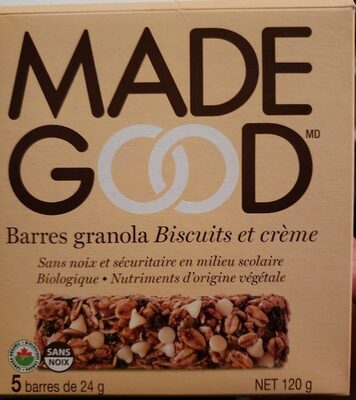 MADE
GOOD MD
Barres granola Biscuits et crème
Sans noix et sécuritaire en milieu scolaire
Biologique • Nutriments d'origine végétale
SANS
NOIX
5 barres de 24 g
NET 120 g